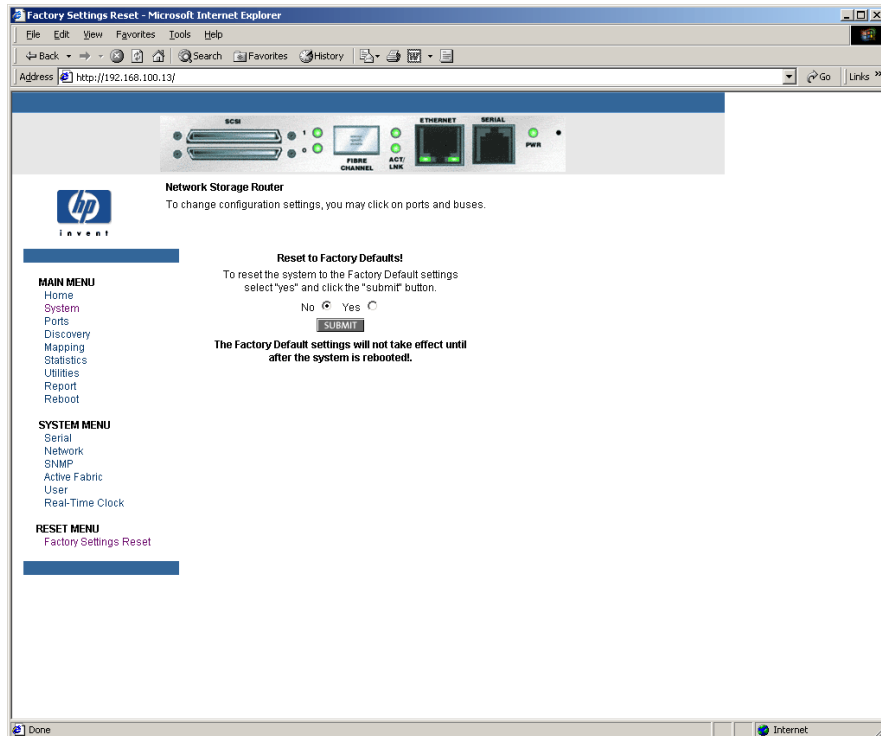 Factory Settings Reset - Microsoft Internet Explorer
File Edit View Favorites Tools Help
Back Search Favorites History
Address http://192.168.100.13/ Go Links »
SCSI ETHERNET SERIAL
1
0
FIBRE CHANNEL
ACT/ LNK
PWR
hp
invent
Network Storage Router
To change configuration settings, you may click on ports and buses.
Reset to Factory Defaults!
To reset the system to the Factory Default settings
select "yes" and click the "submit" button.
No Yes
SUBMIT
The Factory Default settings will not take effect until
after the system is rebooted!.
MAIN MENU
Home
System
Ports
Discovery
Mapping
Statistics
Utilities
Report
Reboot
SYSTEM MENU
Serial
Network
SNMP
Active Fabric
User
Real-Time Clock
RESET MENU
Factory Settings Reset
Done Internet